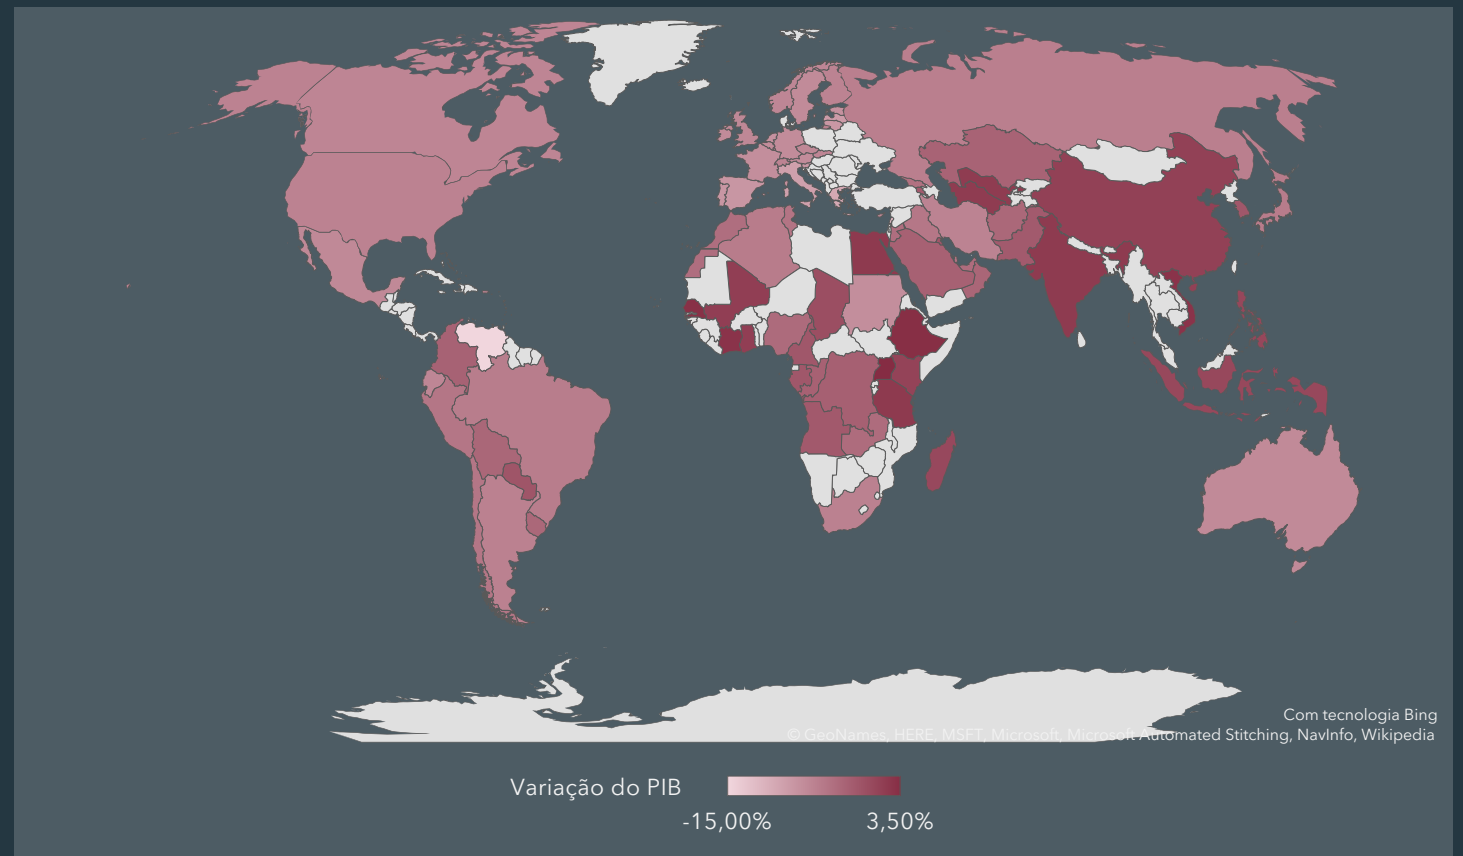 Com tecnologia Bing
© GeoNames, HERE, MSFT, Microsoft, Microsoft Automated Stitching, NavInfo, Wikipedia
Variação do PIB
-15,00% 3,50%